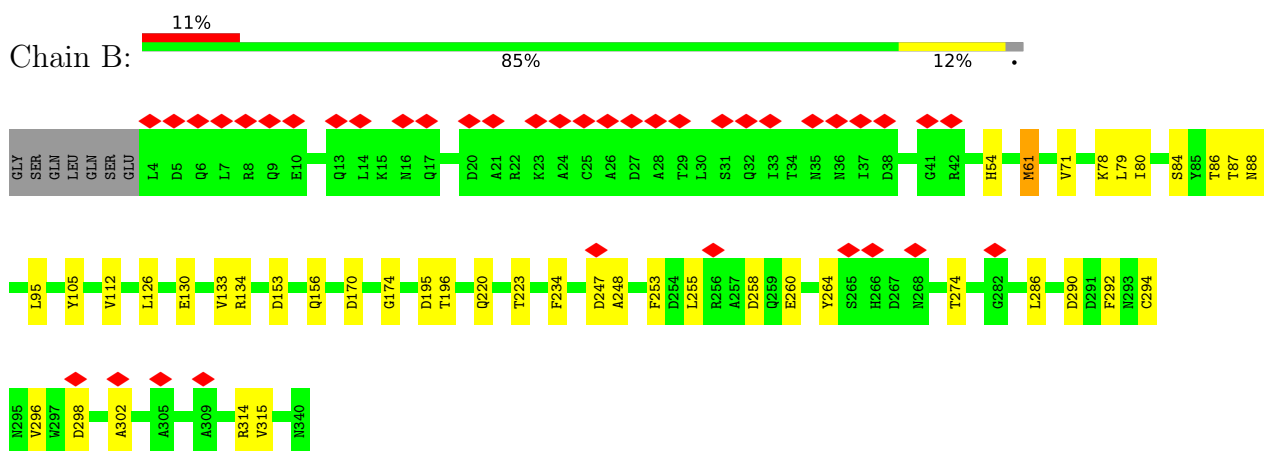 11%
Chain B:
85% 12% •
GLY SER GLN LEU GLN SER GLU L4 D5 Q6 L7 R8 Q9 E10 Q13 L14 K15 N16 Q17 D20 A21 R22 K23 A24 C25 A26 D27 A28 T29 L30 S31 Q32 I33 T34 N35 N36 I37 D38 G41 R42 H54 M61 V71 K78 L79 I80 S84 Y85 T86 T87 N88
L95 Y105 V112 L126 E130 V133 R134 D153 Q156 D170 G174 D195 T196 Q220 T223 F234 D247 A248 F253 D254 L255 R256 A257 D258 Q259 E260 Y264 S265 H266 D267 N268 T274 G282 L286 D290 D291 F292 N293 C294
N295 V296 W297 D298 A302 A305 A309 R314 V315 N340